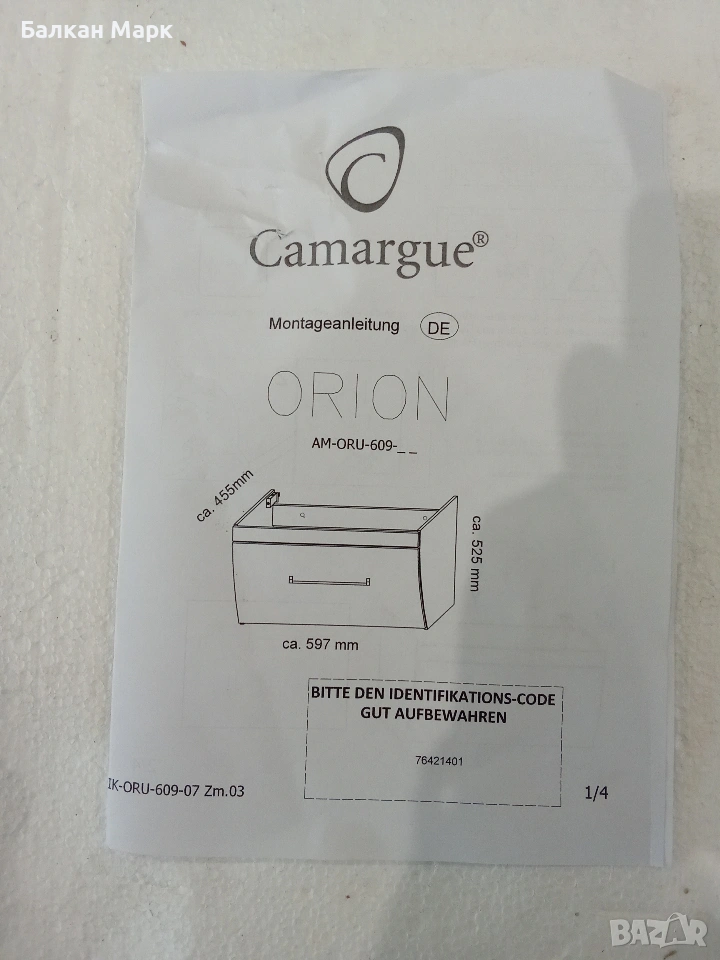 Балкан Марк
C
Camargue®
Montageanleitung DE
ORION
AM-ORU-609-_ _
ca. 455mm
ca. 525 mm
ca. 597 mm
BITTE DEN IDENTIFIKATIONS-CODE
GUT AUFBEWAHREN
76421401
IK-ORU-609-07 Zm.03
1/4
BAZAR